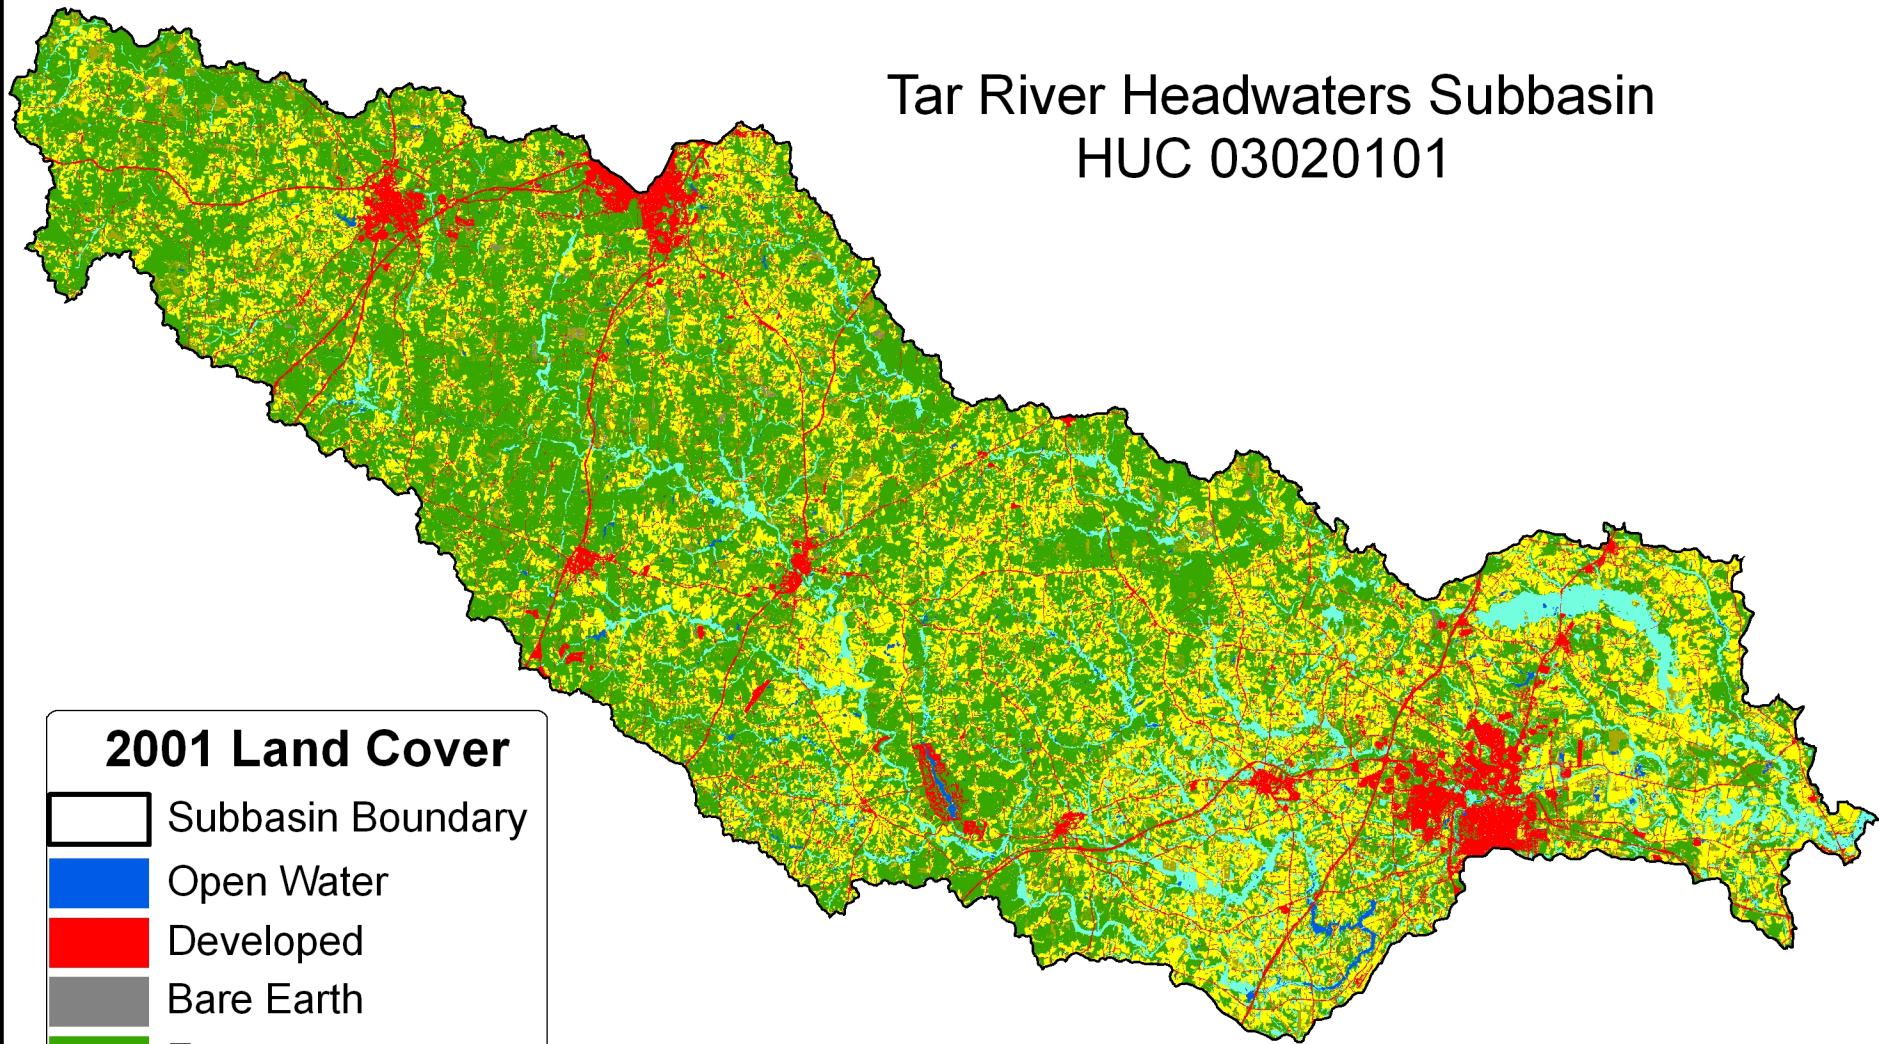 Tar River Headwaters Subbasin
HUC 03020101
2001 Land Cover
Subbasin Boundary
Open Water
Developed
Bare Earth